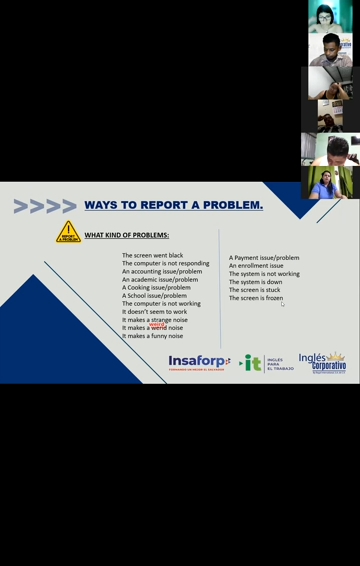 >>>> WAYS TO REPORT A PROBLEM.
REPORT A PROBLEM
WHAT KIND OF PROBLEMS:
The screen went black
The computer is not responding
An accounting issue/problem
An academic issue/problem
A Cooking issue/problem
A School issue/problem
The computer is not working
It doesn't seem to work
It makes a strange noise
weird
It makes a werid noise
It makes a funny noise
A Payment issue/problem
An enrollment issue
The system is not working
The system is down
The screen is stuck
The screen is frozen
Insaforp
it
INGLÉS
PARA
EL TRABAJO
Inglés
Corporativo